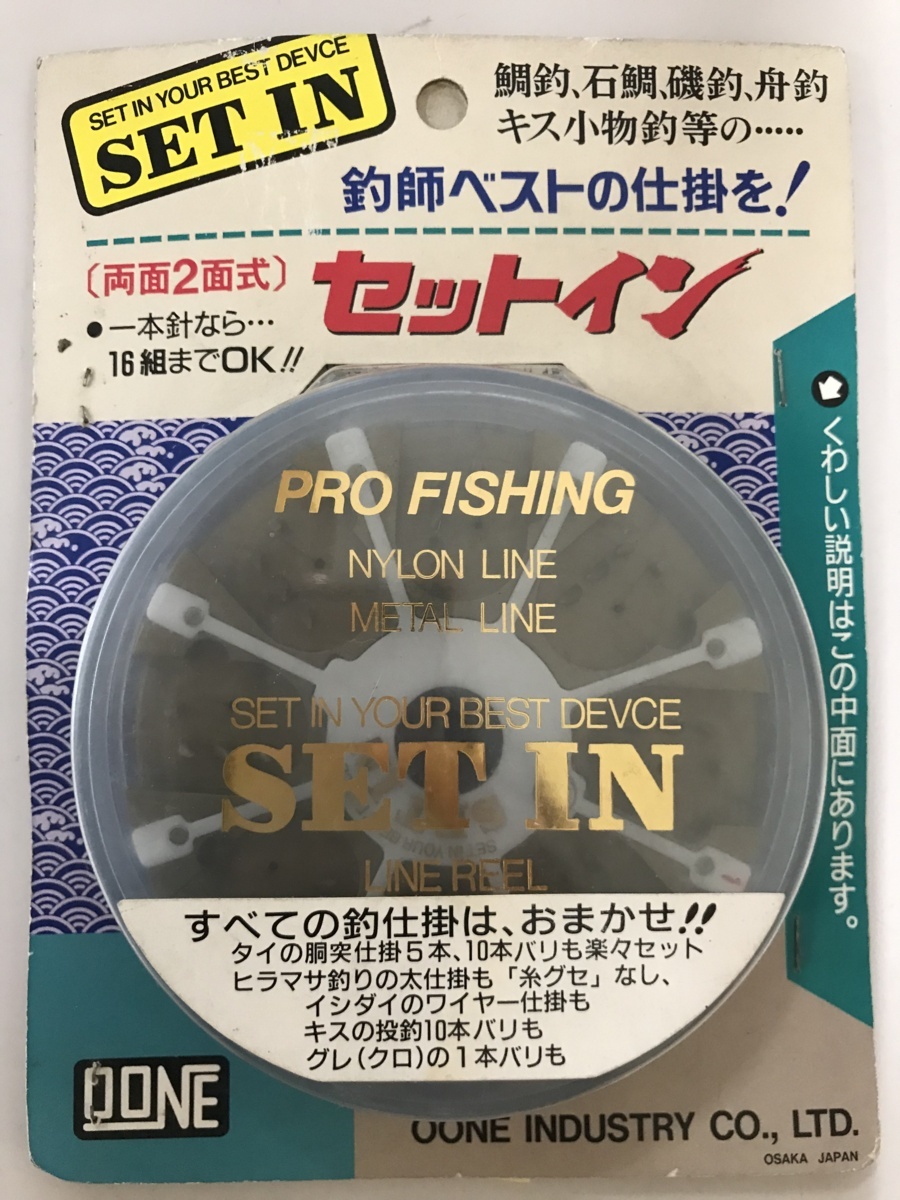 SET IN YOUR BEST DEVCE
SET IN
鯛釣、石鯛、磯釣、舟釣
キス小物釣等の・・・・・
釣師ベストの仕掛を!
〔両面2面式〕
セットイン
●一本針なら…
16組までOK!!
くわしい説明はこの中面にあります。
PRO FISHING
NYLON LINE
METAL LINE
SET IN YOUR BEST DEVCE
SET IN
LINE REEL
すべての釣仕掛は、おまかせ!!
タイの胴突仕掛5本、10本バリも楽々セット
ヒラマサ釣りの太仕掛も「糸グセ」なし、
イシダイのワイヤー仕掛も
キスの投釣10本バリも
グレ(クロ)の1本バリも
OONE
OONE INDUSTRY CO., LTD.
OSAKA JAPAN